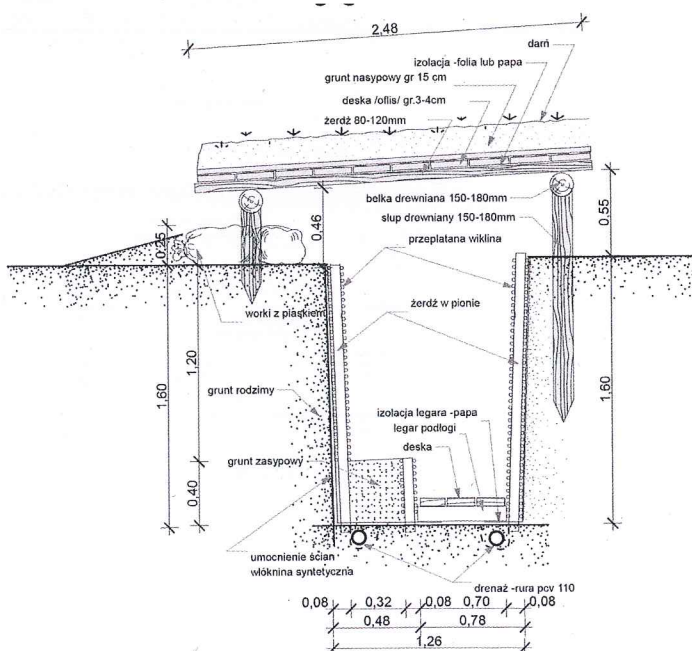 2,48
darń
izolacja -folia lub papa
grunt nasypowy gr 15 cm
deska /oflis/ gr.3-4cm
żerdź 80-120mm
belka drewniana 150-180mm
słup drewniany 150-180mm
przeplatana wiklina
0,25
0,46
0,55
worki z piaskiem
żerdź w pionie
1,60
1,20
1,60
grunt rodzimy
izolacja legara -papa
legar podłogi
deska
grunt zasypowy
0,40
umocnienie ścian
włóknina syntetyczna
drenaż -rura pcv 110
0,08 0,32 0,08 0,70 0,08
0,48 0,78
1,26